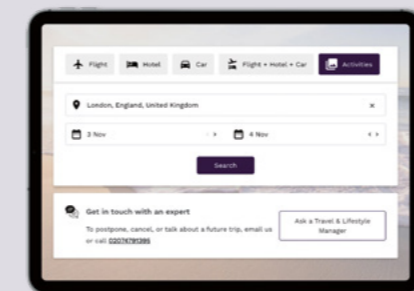 Flight Hotel Car Flight + Hotel + Car Activities
London, England, United Kingdom
3 Nov 4 Nov
Search
Get in touch with an expert
To postpone, cancel, or talk about a future trip, email us
or call 02074791395
Ask a Travel & Lifestyle
Manager